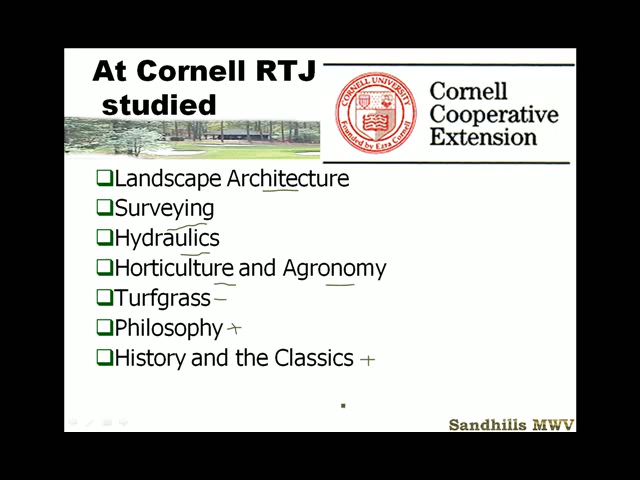 At Cornell RTJ
studied
CORNELL UNIVERSITY
Founded by Ezra Cornell
Cornell
Cooperative
Extension
Landscape Architecture
Surveying
Hydraulics
Horticulture and Agronomy
Turfgrass –
Philosophy +
History and the Classics +
Sandhills MWV